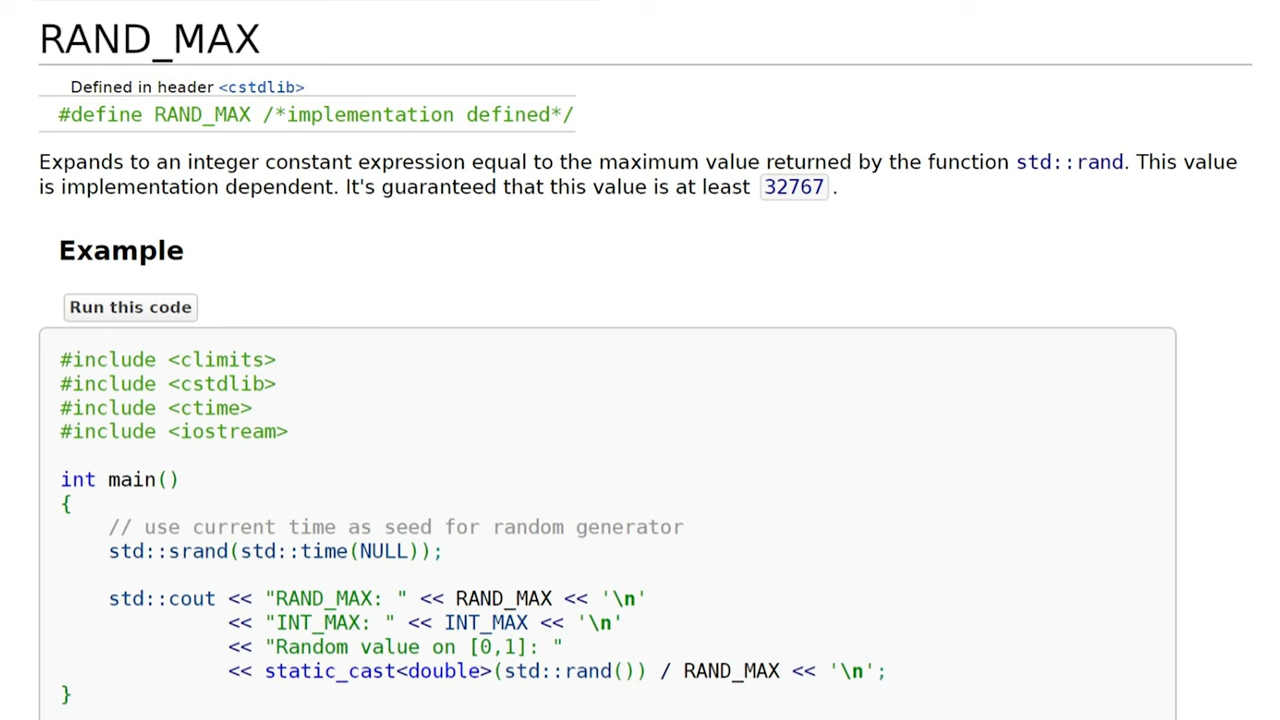 RAND_MAX
Defined in header <cstdlib>
#define RAND_MAX /*implementation defined*/
Expands to an integer constant expression equal to the maximum value returned by the function std::rand. This value
is implementation dependent. It's guaranteed that this value is at least 32767 .
Example
Run this code
#include <climits>
#include <cstdlib>
#include <ctime>
#include <iostream>
int main()
{
    // use current time as seed for random generator
    std::srand(std::time(NULL));
    std::cout << "RAND_MAX: " << RAND_MAX << '\n'
              << "INT_MAX: " << INT_MAX << '\n'
              << "Random value on [0,1]: "
              << static_cast<double>(std::rand()) / RAND_MAX << '\n';
}